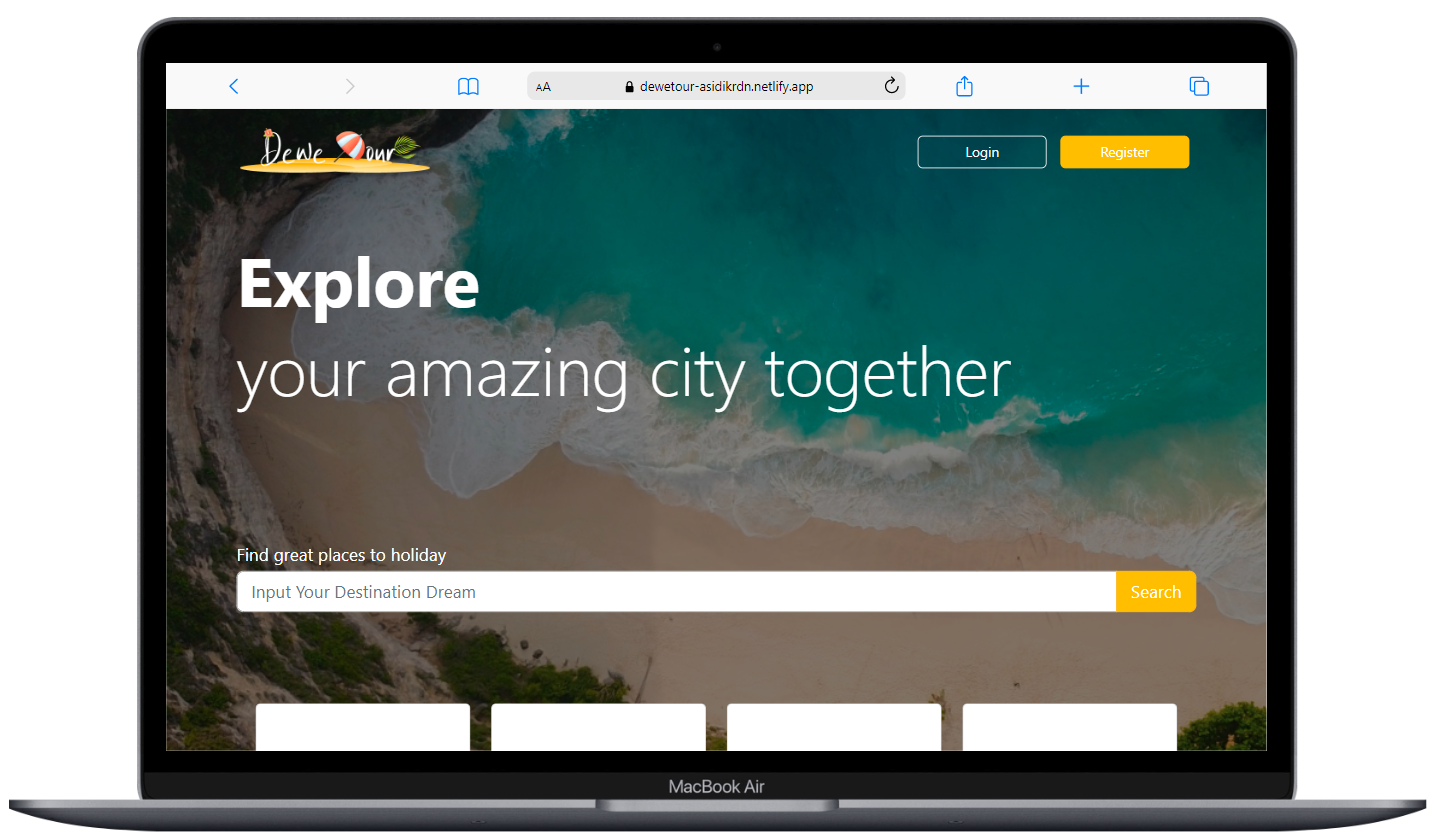 AA
dewetour-asidikrdn.netlify.app
Dewe Tour
Login
Register
Explore
your amazing city together
Find great places to holiday
Input Your Destination Dream
Search
MacBook Air